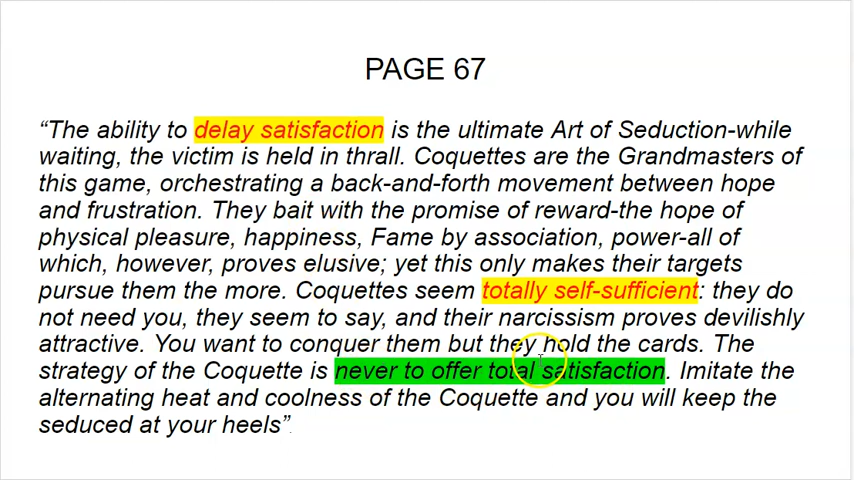 PAGE 67
“The ability to delay satisfaction is the ultimate Art of Seduction-while
waiting, the victim is held in thrall. Coquettes are the Grandmasters of
this game, orchestrating a back-and-forth movement between hope
and frustration. They bait with the promise of reward-the hope of
physical pleasure, happiness, Fame by association, power-all of
which, however, proves elusive; yet this only makes their targets
pursue them the more. Coquettes seem totally self-sufficient: they do
not need you, they seem to say, and their narcissism proves devilishly
attractive. You want to conquer them but they hold the cards. The
strategy of the Coquette is never to offer total satisfaction. Imitate the
alternating heat and coolness of the Coquette and you will keep the
seduced at your heels”.